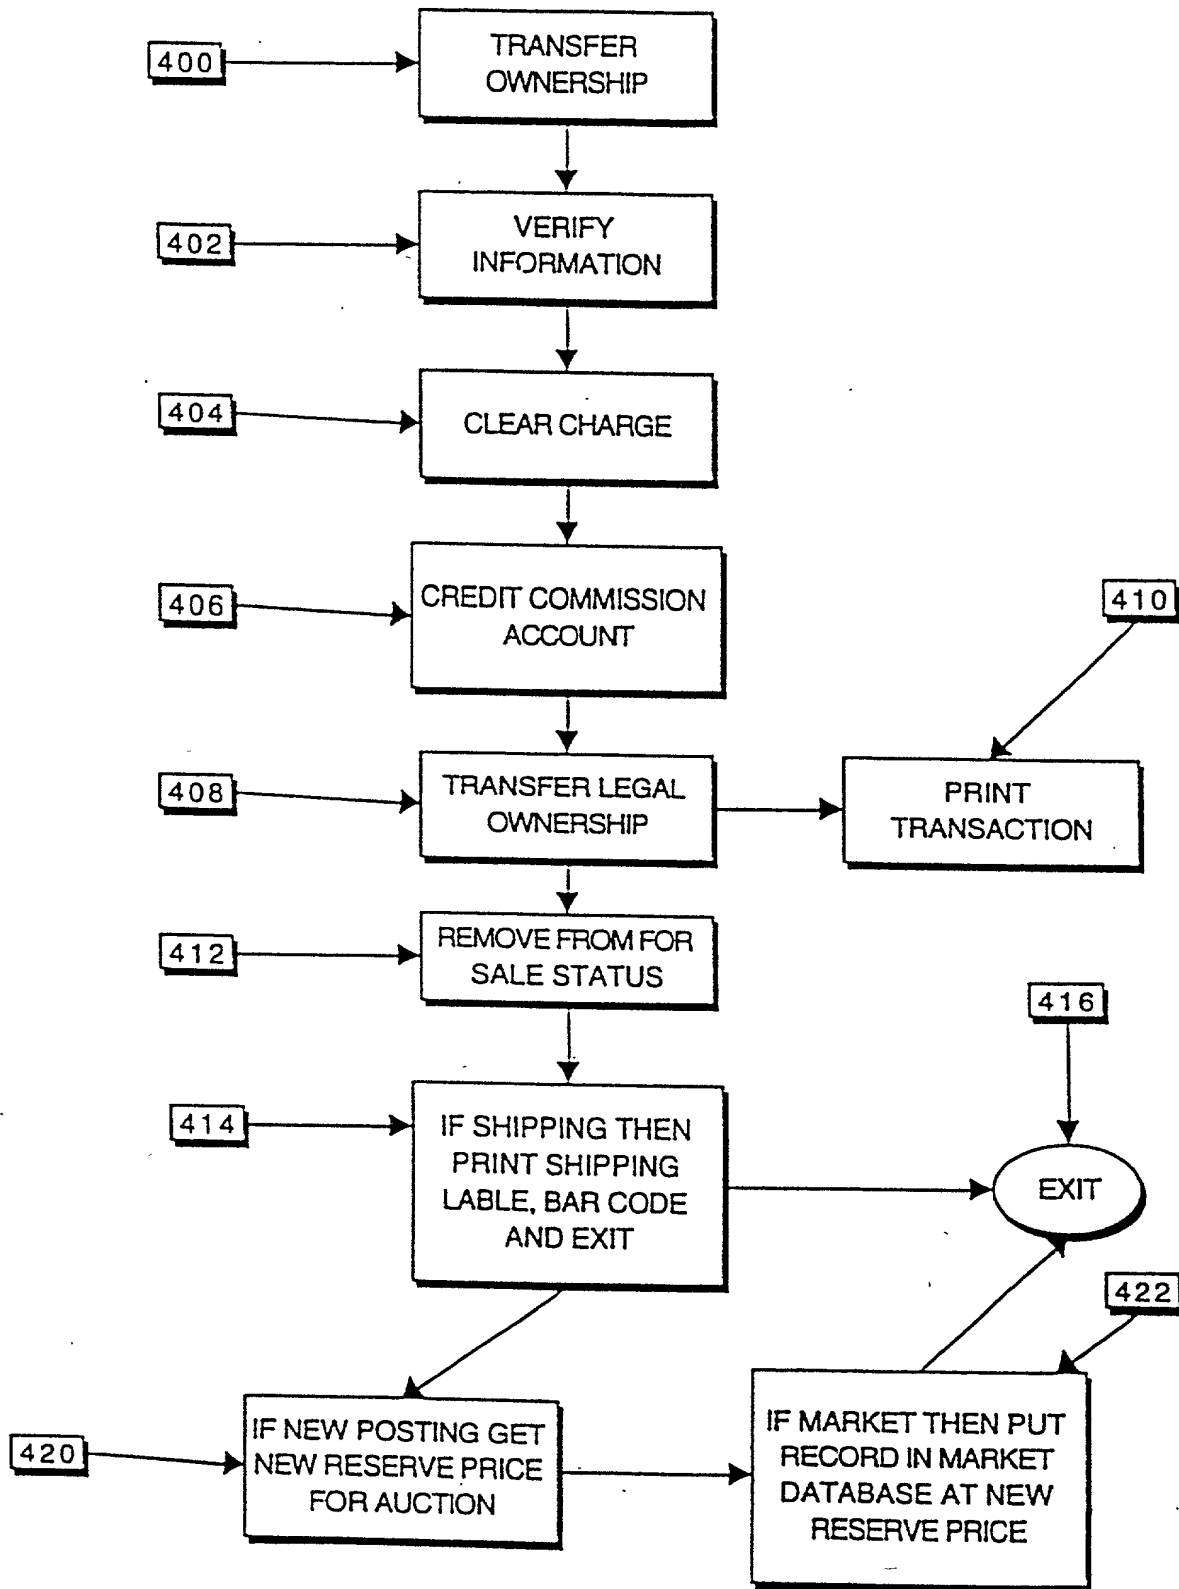 400
TRANSFER
OWNERSHIP
402
VERIFY
INFORMATION
404
CLEAR CHARGE
406
CREDIT COMMISSION
ACCOUNT
410
408
TRANSFER LEGAL
OWNERSHIP
PRINT
TRANSACTION
412
REMOVE FROM FOR
SALE STATUS
416
414
IF SHIPPING THEN
PRINT SHIPPING
LABLE, BAR CODE
AND EXIT
EXIT
422
420
IF NEW POSTING GET
NEW RESERVE PRICE
FOR AUCTION
IF MARKET THEN PUT
RECORD IN MARKET
DATABASE AT NEW
RESERVE PRICE